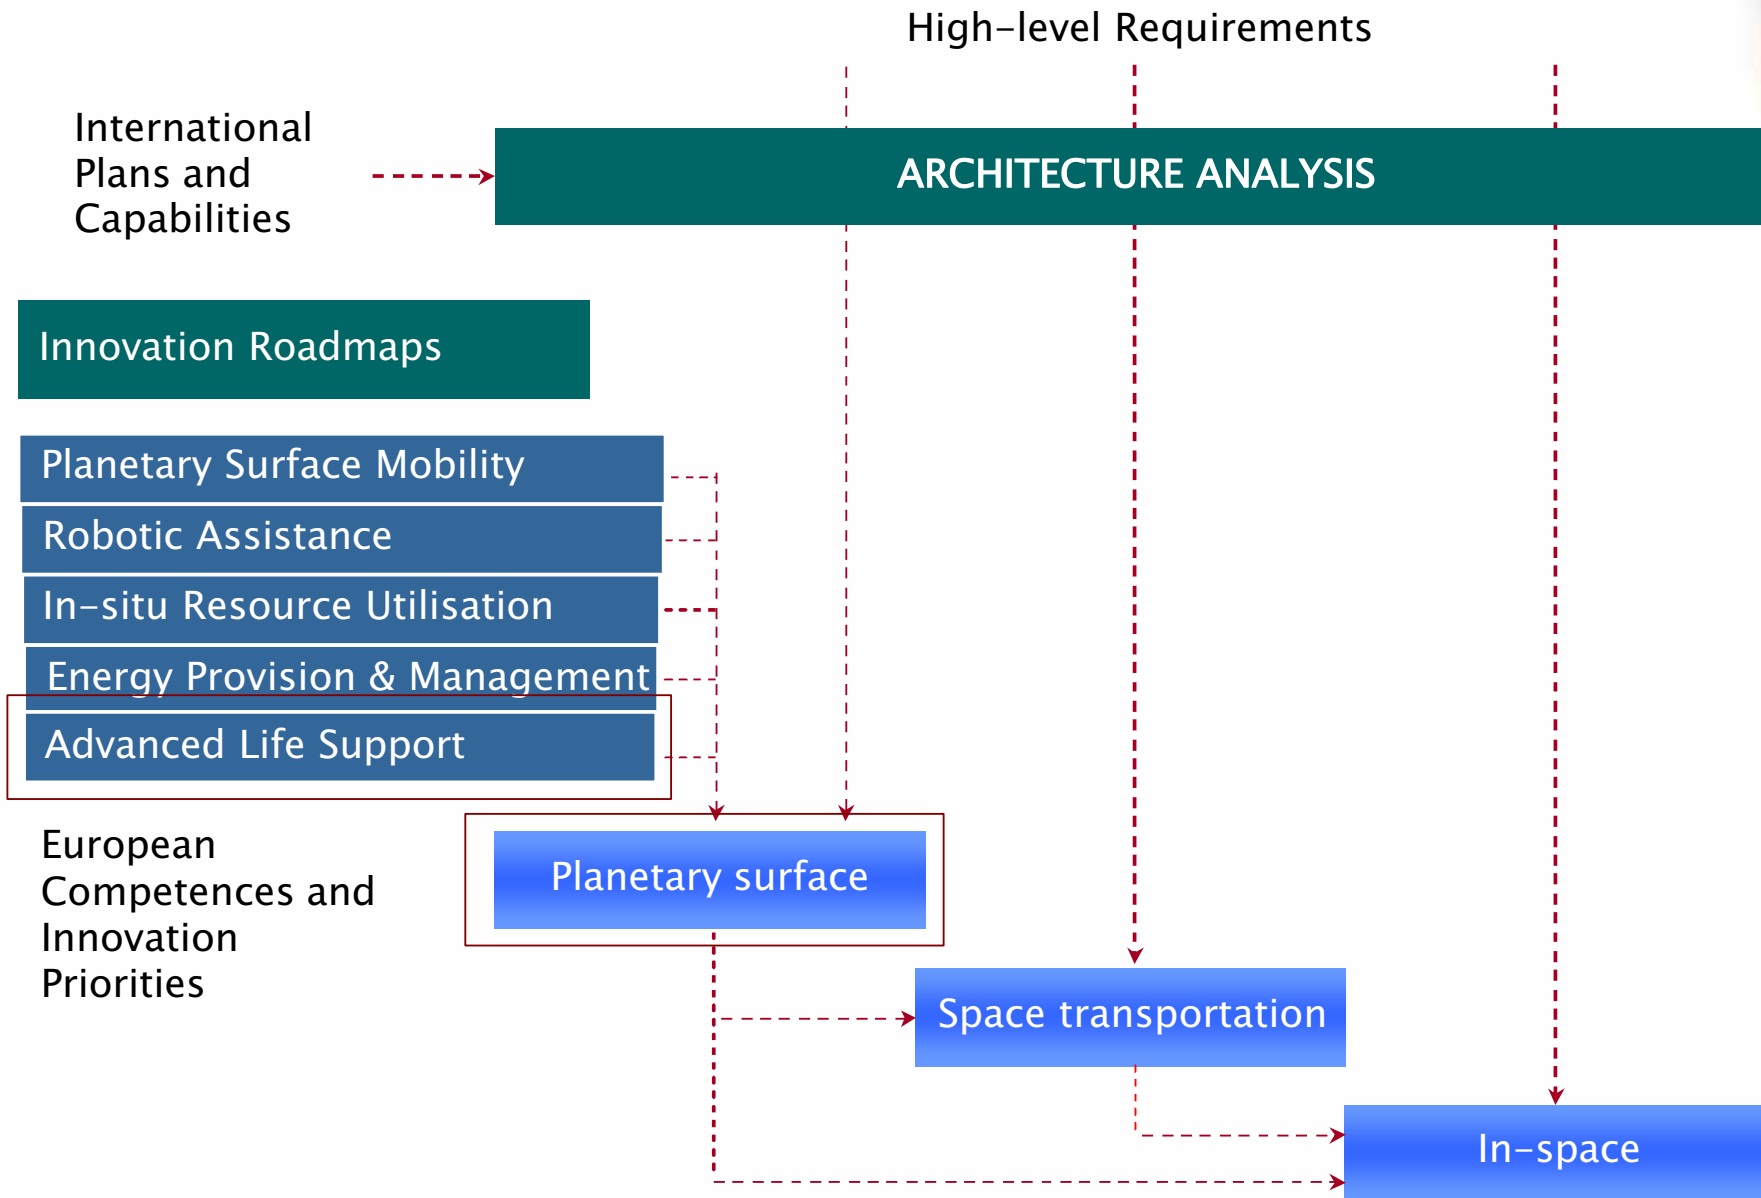 High-level Requirements
International
Plans and
Capabilities
ARCHITECTURE ANALYSIS
Innovation Roadmaps
Planetary Surface Mobility
Robotic Assistance
In-situ Resource Utilisation
Energy Provision & Management
Advanced Life Support
European
Competences and
Innovation
Priorities
Planetary surface
Space transportation
In-space